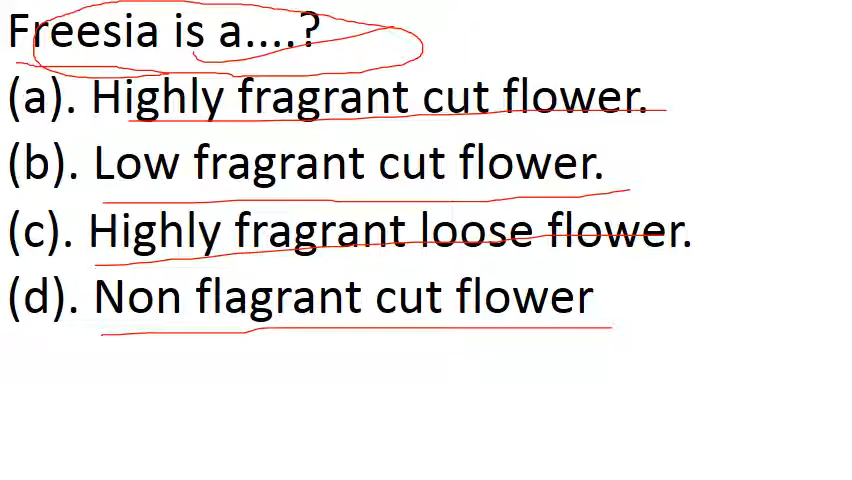 Freesia is a....?
(a). Highly fragrant cut flower.
(b). Low fragrant cut flower.
(c). Highly fragrant loose flower.
(d). Non flagrant cut flower